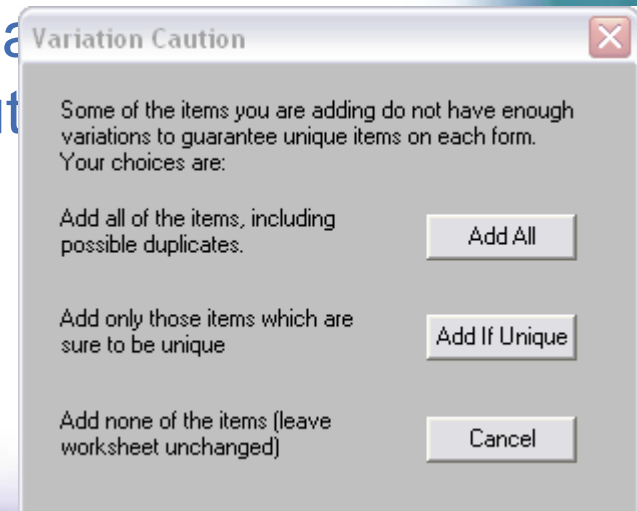 Variation Caution
Some of the items you are adding do not have enough
variations to guarantee unique items on each form.
Your choices are:
Add all of the items, including
possible duplicates.
Add All
Add only those items which are
sure to be unique
Add If Unique
Add none of the items (leave
worksheet unchanged)
Cancel